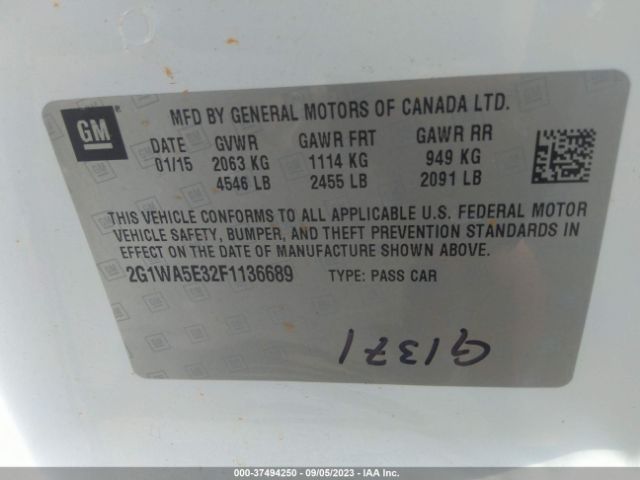 GM
MFD BY GENERAL MOTORS OF CANADA LTD.
DATE GVWR GAWR FRT GAWR RR
01/15 2063 KG 1114 KG 949 KG
4546 LB 2455 LB 2091 LB
THIS VEHICLE CONFORMS TO ALL APPLICABLE U.S. FEDERAL MOTOR
VEHICLE SAFETY, BUMPER, AND THEFT PREVENTION STANDARDS IN
EFFECT ON THE DATE OF MANUFACTURE SHOWN ABOVE.
2G1WA5E32F1136689 TYPE: PASS CAR
G1371
000-37494250 - 09/05/2023 - IAA Inc.